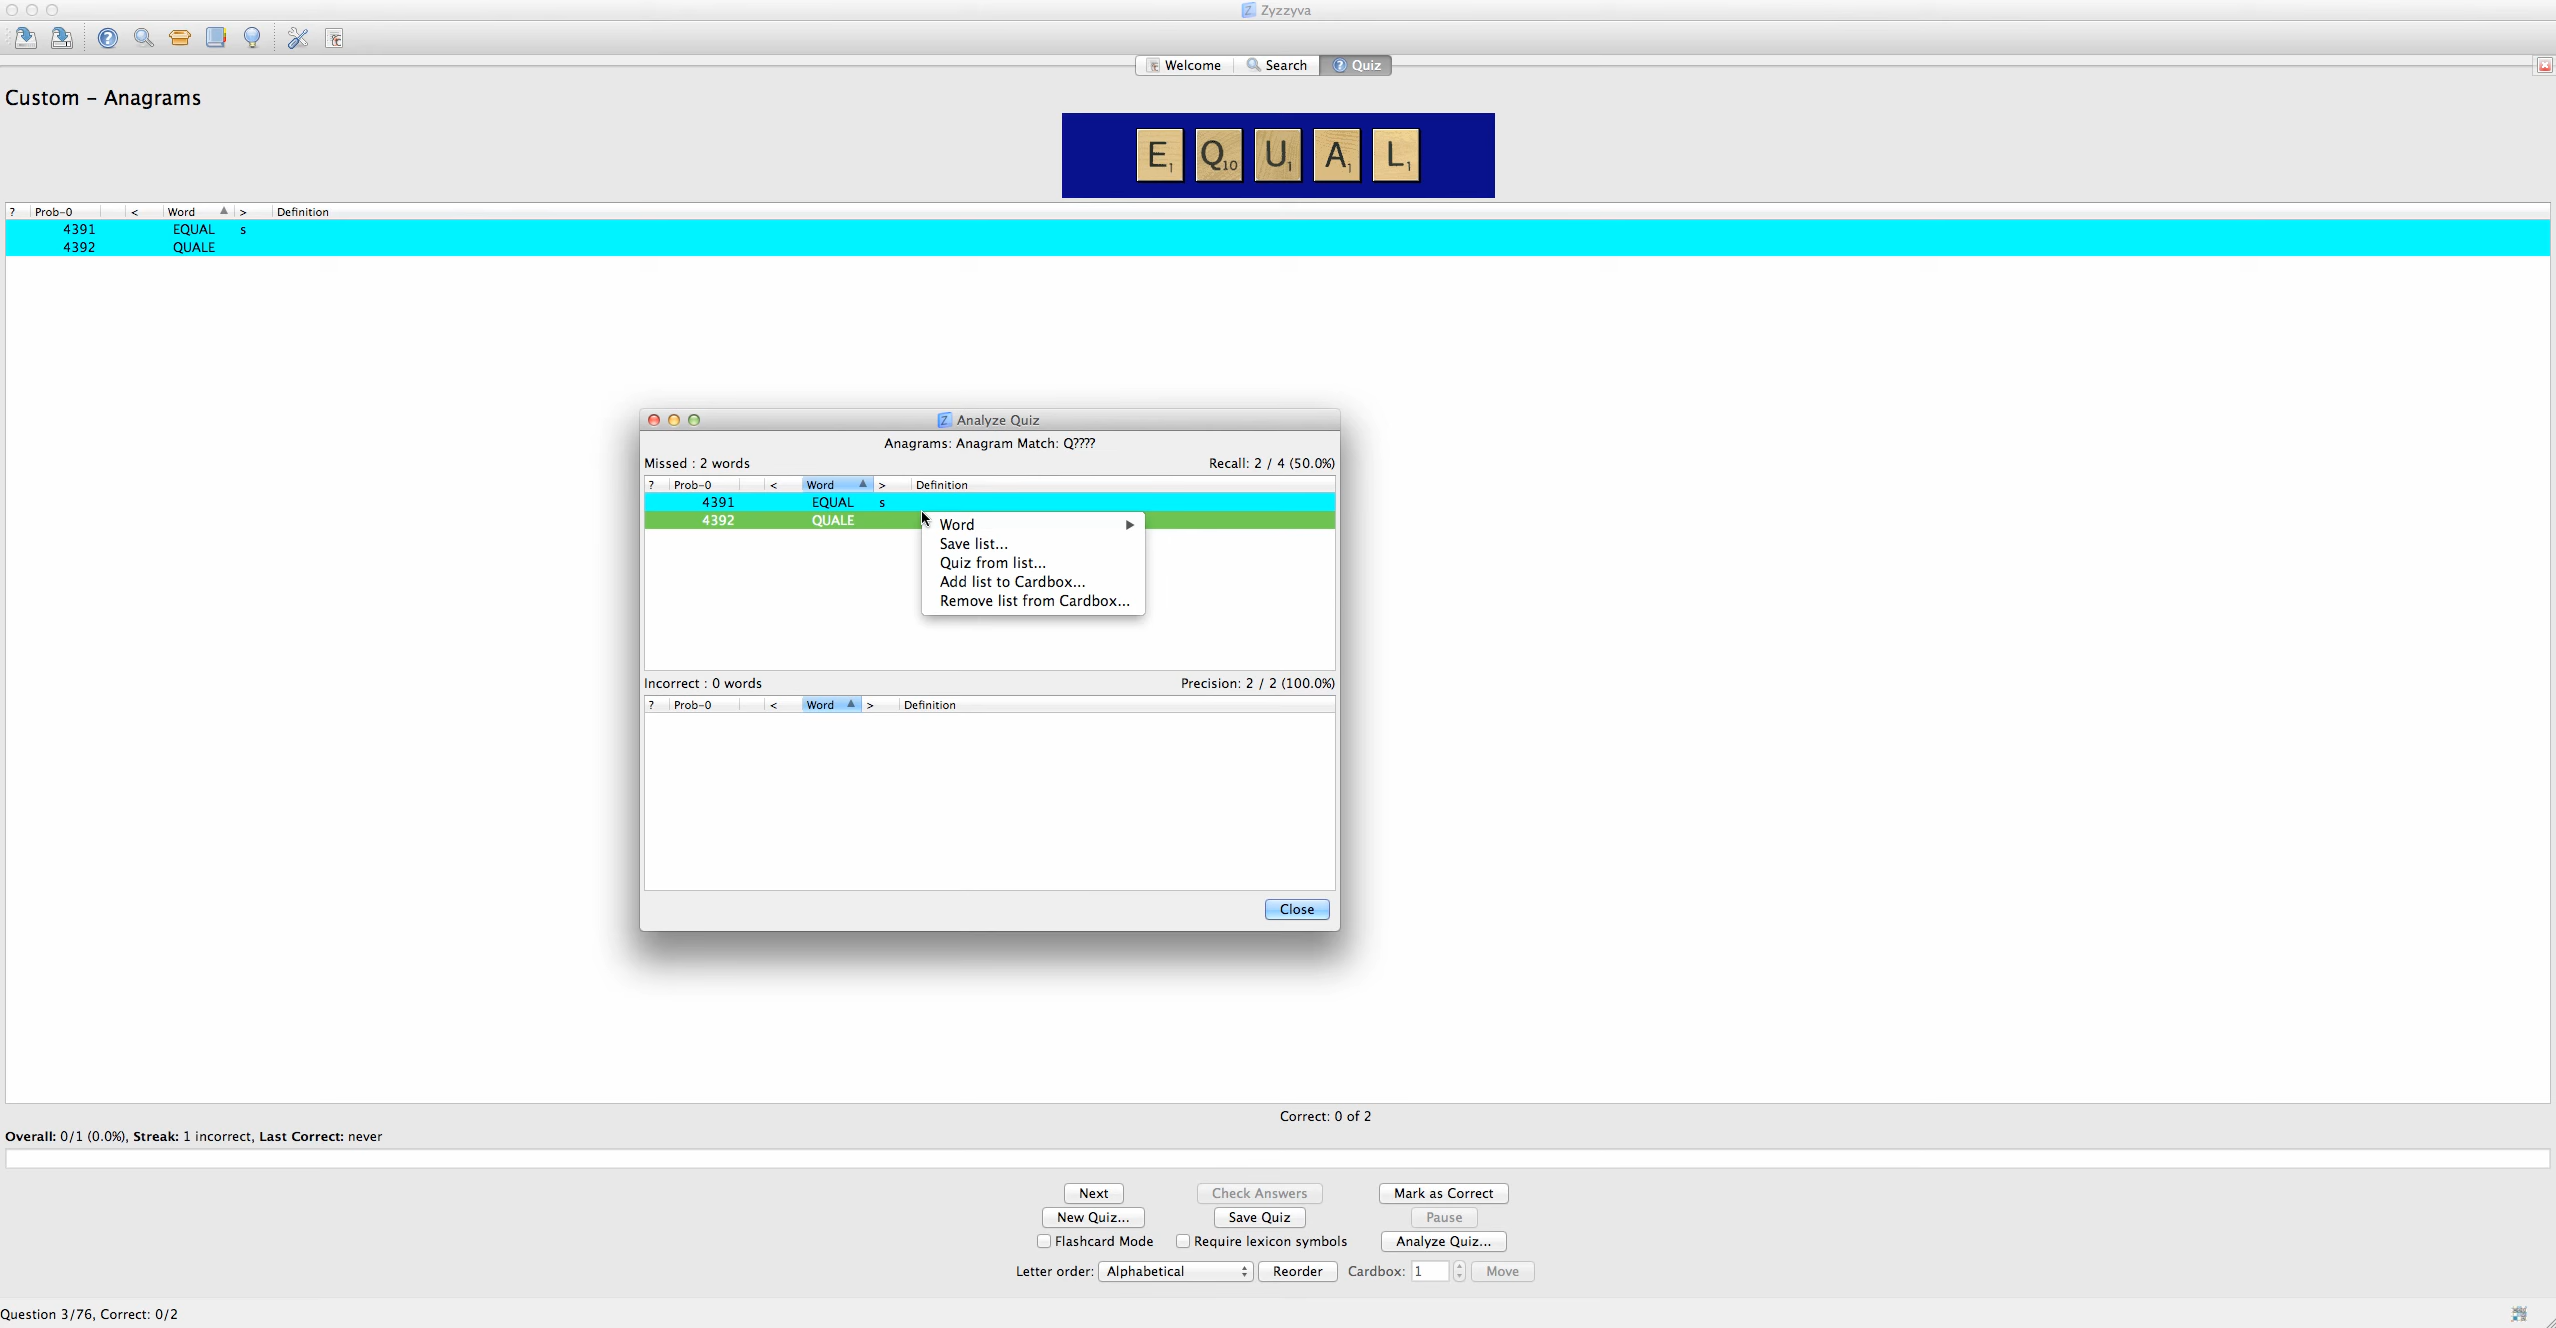 Zyzzyva
Welcome Search Quiz
Custom - Anagrams
E1 Q10 U1 A1 L1
? Prob-0 < Word > Definition
4391 EQUAL s
4392 QUALE
Analyze Quiz
Anagrams: Anagram Match: Q????
Missed : 2 words Recall: 2 / 4 (50.0%)
? Prob-0 < Word > Definition
4391 EQUAL s
4392 QUALE
Word
Save list...
Quiz from list...
Add list to Cardbox...
Remove list from Cardbox...
Incorrect : 0 words Precision: 2 / 2 (100.0%)
? Prob-0 < Word > Definition
Close
Correct: 0 of 2
Overall: 0/1 (0.0%), Streak: 1 incorrect, Last Correct: never
Next Check Answers Mark as Correct
New Quiz... Save Quiz Pause
Flashcard Mode Require lexicon symbols Analyze Quiz...
Letter order: Alphabetical Reorder Cardbox: 1 Move
Question 3/76, Correct: 0/2